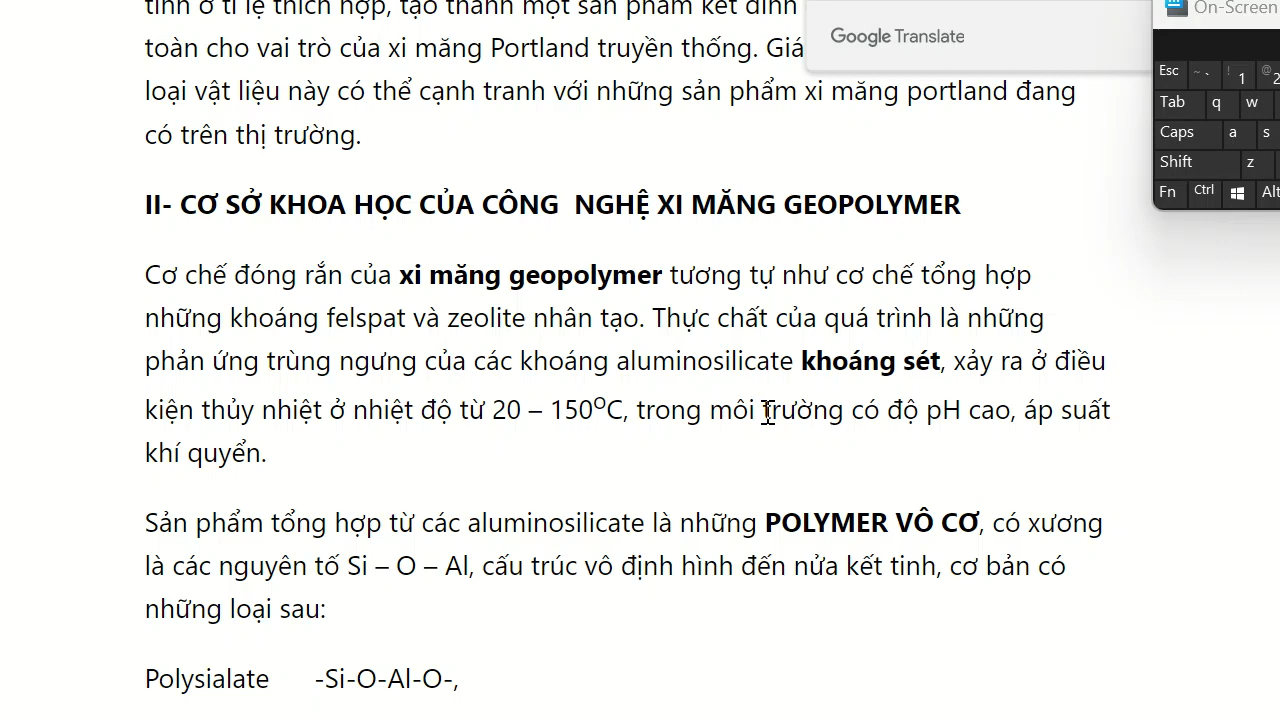 tính ở tỉ lệ thích hợp, tạo thành một sản phẩm kết dính
toàn cho vai trò của xi măng Portland truyền thống. Giá
loại vật liệu này có thể cạnh tranh với những sản phẩm xi măng portland đang
có trên thị trường.
Google Translate
On-Screen
Esc ~ ` ! 1 @ 2
Tab q w
Caps a s
Shift z
Fn Ctrl Alt
II- CƠ SỞ KHOA HỌC CỦA CÔNG NGHỆ XI MĂNG GEOPOLYMER
Cơ chế đóng rắn của xi măng geopolymer tương tự như cơ chế tổng hợp
những khoáng felspat và zeolite nhân tạo. Thực chất của quá trình là những
phản ứng trùng ngưng của các khoáng aluminosilicate khoáng sét, xảy ra ở điều
kiện thủy nhiệt ở nhiệt độ từ 20 – 150ᴼC, trong môi trường có độ pH cao, áp suất
khí quyển.
Sản phẩm tổng hợp từ các aluminosilicate là những POLYMER VÔ CƠ, có xương
là các nguyên tố Si – O – Al, cấu trúc vô định hình đến nửa kết tinh, cơ bản có
những loại sau:
Polysialate -Si-O-Al-O-,